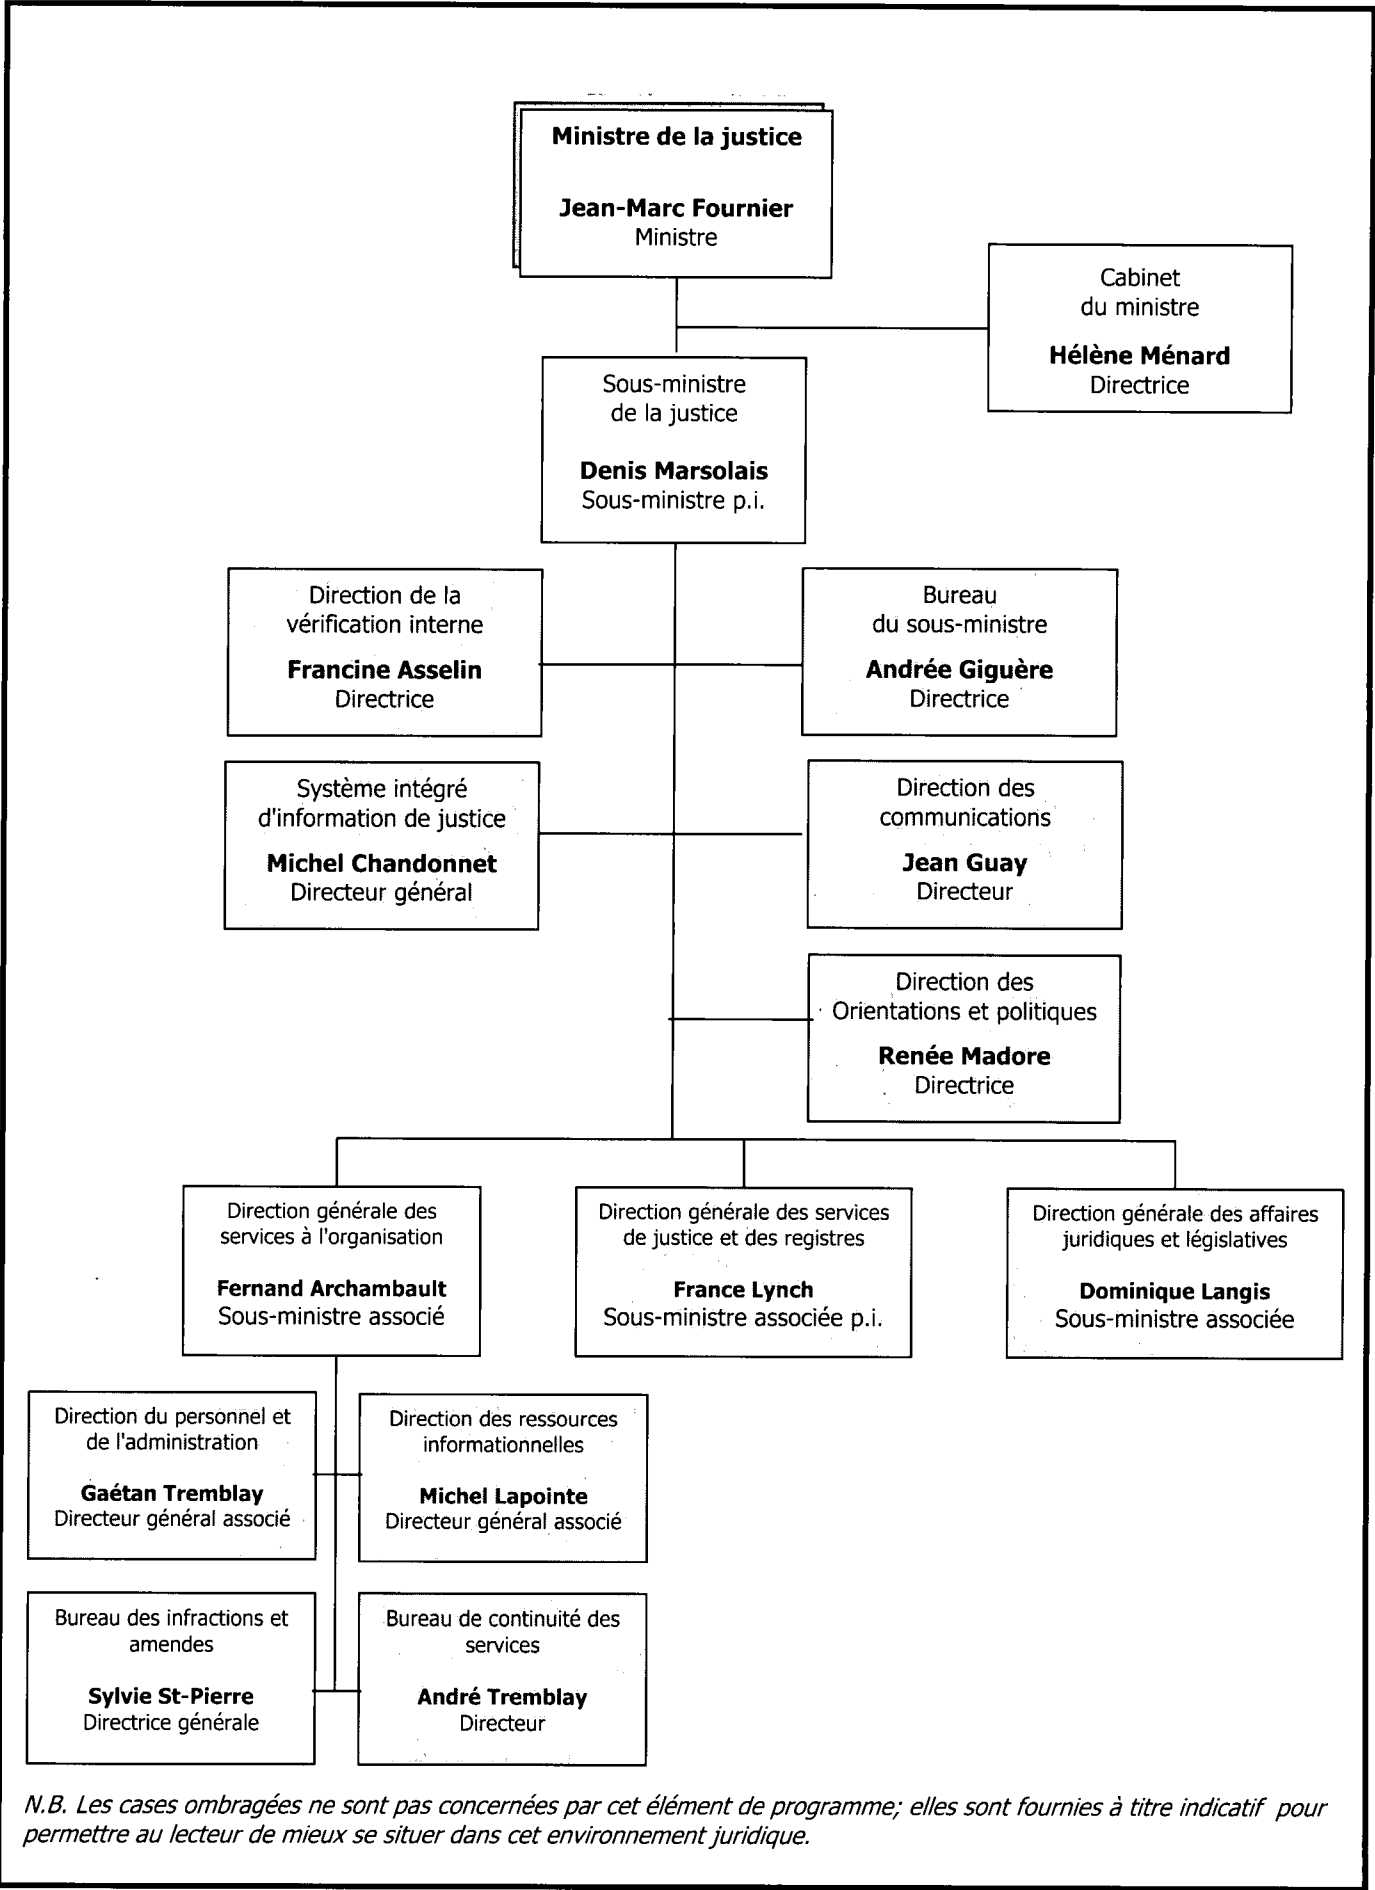 Ministre de la justice
Jean-Marc Fournier
Ministre
Cabinet
du ministre
Hélène Ménard
Directrice
Sous-ministre
de la justice
Denis Marsolais
Sous-ministre p.i.
Direction de la
vérification interne
Francine Asselin
Directrice
Bureau
du sous-ministre
Andrée Giguère
Directrice
Système intégré
d'information de justice
Michel Chandonnet
Directeur général
Direction des
communications
Jean Guay
Directeur
Direction des
Orientations et politiques
Renée Madore
Directrice
Direction générale des
services à l'organisation
Fernand Archambault
Sous-ministre associé
Direction générale des services
de justice et des registres
France Lynch
Sous-ministre associée p.i.
Direction générale des affaires
juridiques et législatives
Dominique Langis
Sous-ministre associée
Direction du personnel et
de l'administration
Gaétan Tremblay
Directeur général associé
Direction des ressources
informationnelles
Michel Lapointe
Directeur général associé
Bureau des infractions et
amendes
Sylvie St-Pierre
Directrice générale
Bureau de continuité des
services
André Tremblay
Directeur
N.B. Les cases ombragées ne sont pas concernées par cet élément de programme; elles sont fournies à titre indicatif pour
permettre au lecteur de mieux se situer dans cet environnement juridique.